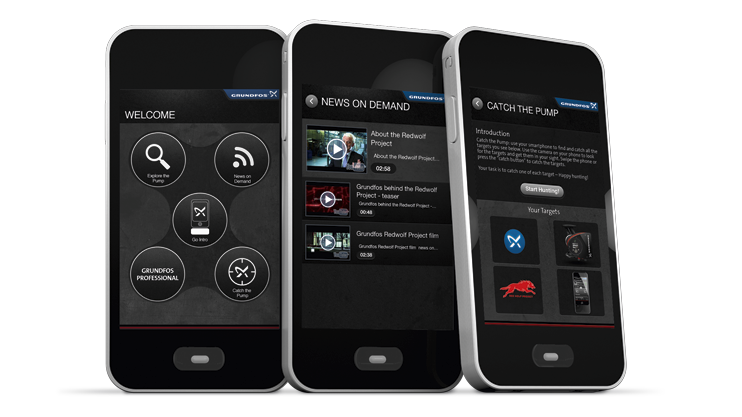 GRUNDFOS
WELCOME
Explore the
Pump
News on
Demand
Go Intro
GRUNDFOS
PROFESSIONAL
Catch the
Pump
GRUNDFOS
NEWS ON DEMAND
About the Redwolf
Project
About the Redwolf Project...
02:58
Grundfos behind the Redwolf
Project - teaser
Grundfos behind the Redwolf Project -...
00:48
Grundfos Redwolf Project film
Grundfos Redwolf Project film news on...
02:38
GRUNDFOS
CATCH THE PUMP
Introduction
Catch the Pump: use your smartphone to find and catch all the
targets you see below. Use the camera on your phone to look
for the targets and get them in your sight. Swipe the phone or
press the "catch button" to catch the targets.
Your task is to catch one of each target – Happy hunting!
Start Hunting!
Your Targets